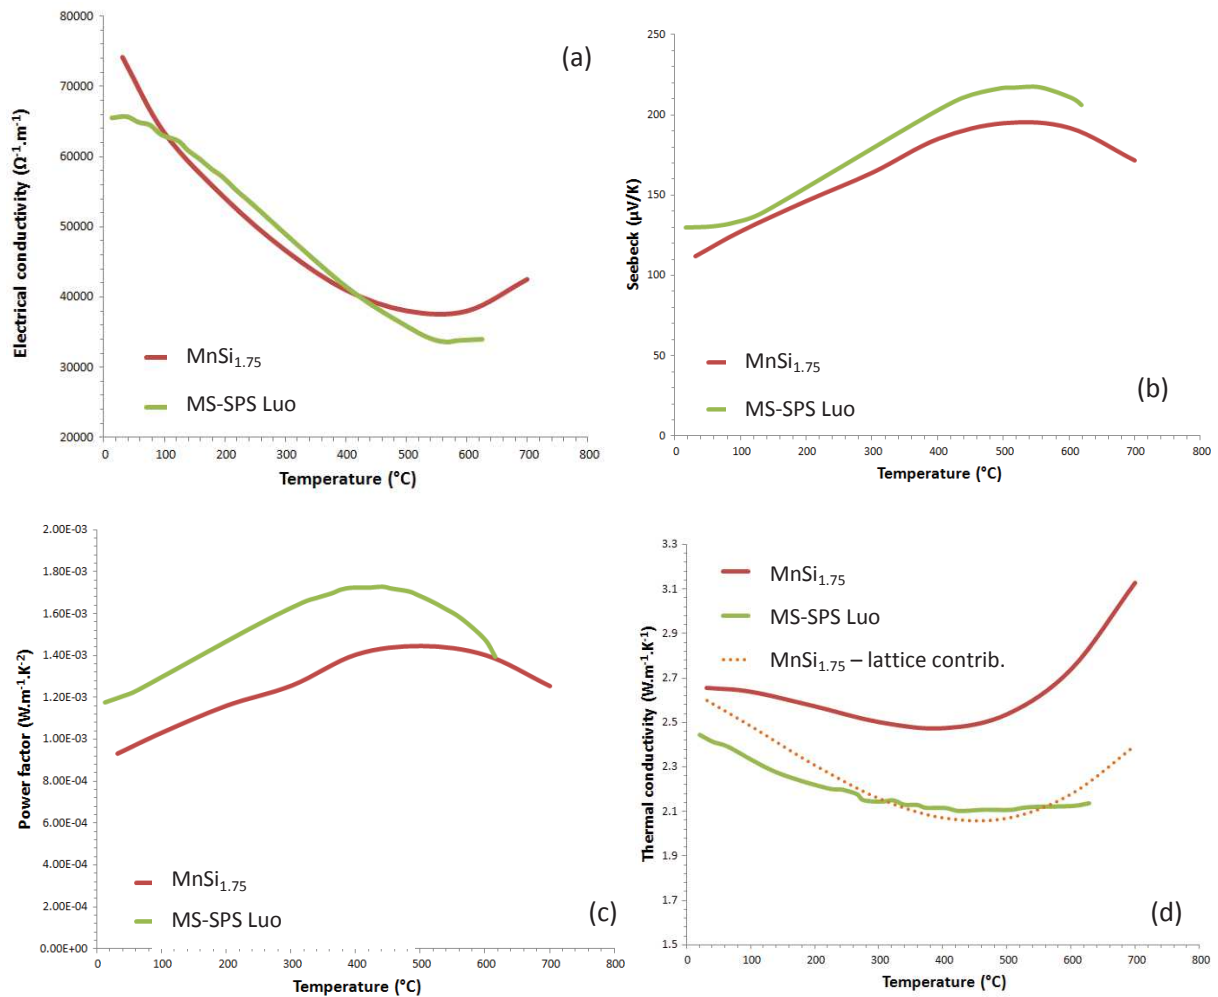 (a)
80000
70000
60000
50000
40000
30000
20000
Electrical conductivity (Ω⁻¹.m⁻¹)
MnSi₁.₇₅
MS-SPS Luo
0 100 200 300 400 500 600 700 800
Temperature (°C)
(b)
250
200
150
100
50
0
Seebeck (µV/K)
MnSi₁.₇₅
MS-SPS Luo
0 100 200 300 400 500 600 700 800
Temperature (°C)
2.00E-03
1.80E-03
1.60E-03
1.40E-03
1.20E-03
1.00E-03
8.00E-04
6.00E-04
4.00E-04
2.00E-04
0.00E+00
Power factor (W.m⁻¹.K⁻²)
MnSi₁.₇₅
MS-SPS Luo
(c)
0 100 200 300 400 500 600 700 800
Temperature (°C)
3.3
3.1
2.9
2.7
2.5
2.3
2.1
1.9
1.7
1.5
Thermal conductivity (W.m⁻¹.K⁻¹)
MnSi₁.₇₅
MS-SPS Luo
MnSi₁.₇₅ – lattice contrib.
(d)
0 100 200 300 400 500 600 700 800
Temperature (°C)